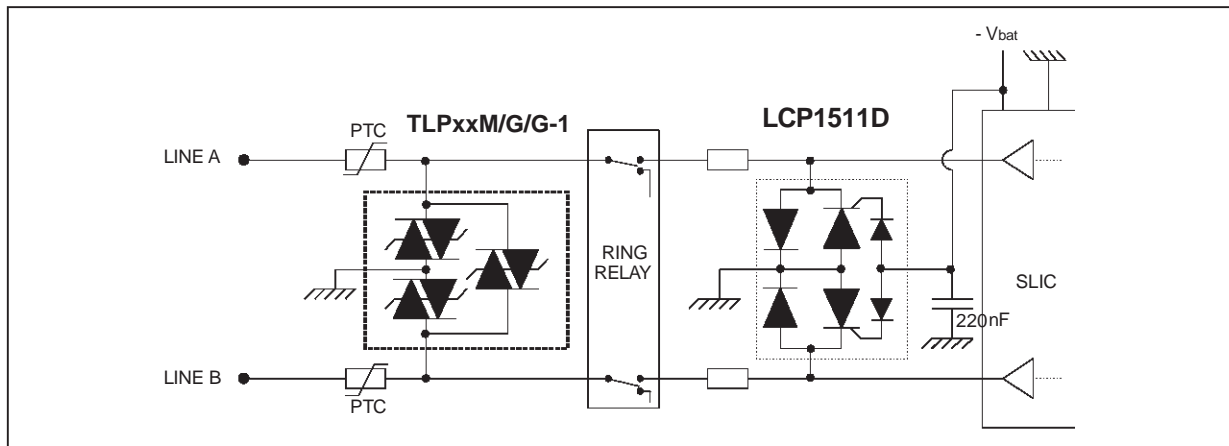 - Vbat
TLPxxM/G/G-1
LCP1511D
PTC
LINE A
RING
RELAY
SLIC
220nF
LINE B
PTC